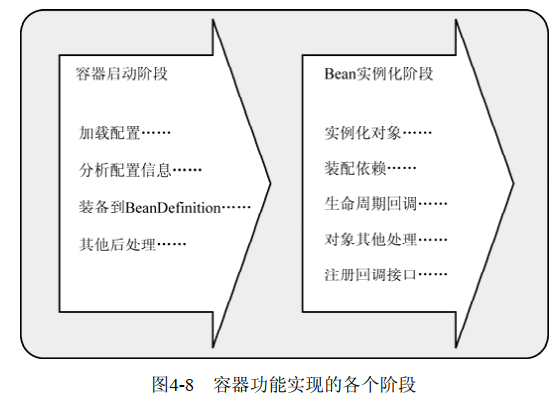 容器启动阶段
加载配置……
分析配置信息……
装备到BeanDefinition……
其他后处理……
Bean实例化阶段
实例化对象……
装配依赖……
生命周期回调……
对象其他处理……
注册回调接口……
图4-8 容器功能实现的各个阶段